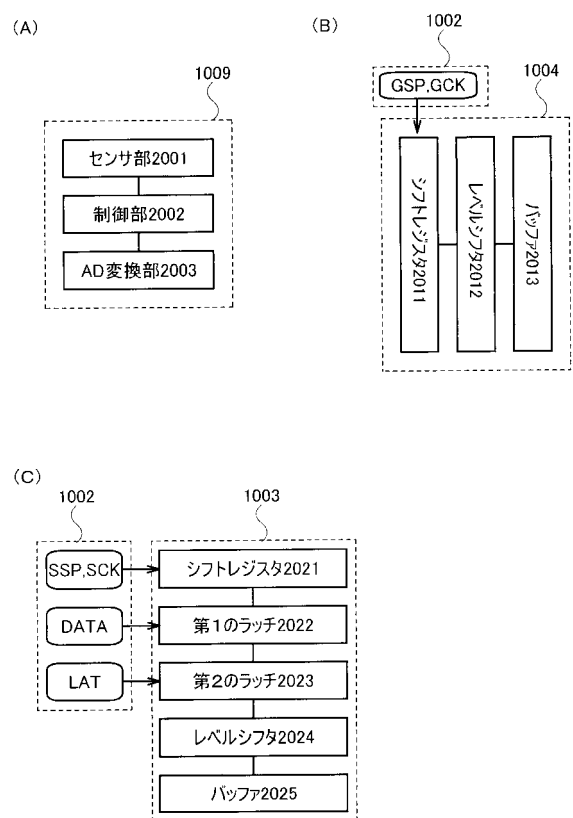 (A)
1009
センサ部2001
制御部2002
AD変換部2003
(B)
1002
GSP,GCK
1004
シフトレジスタ2011
レベルシフタ2012
バッファ2013
(C)
1002
1003
SSP,SCK
シフトレジスタ2021
DATA
第1のラッチ2022
LAT
第2のラッチ2023
レベルシフタ2024
バッファ2025